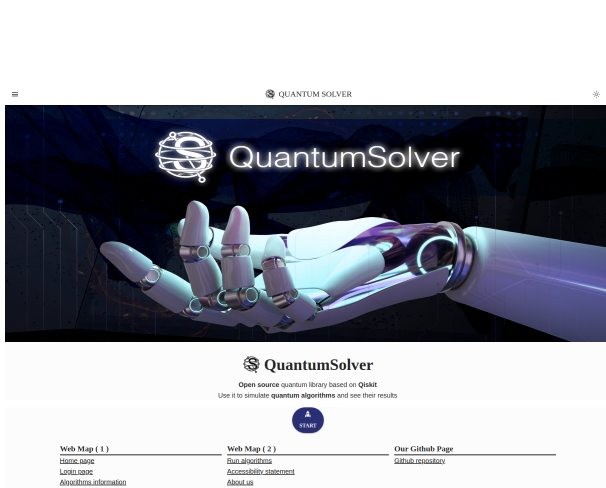 QUANTUM SOLVER
QuantumSolver
QuantumSolver
Open source quantum library based on Qiskit
Use it to simulate quantum algorithms and see their results
START
Web Map ( 1 )
Home page
Login page
Algorithms information
Web Map ( 2 )
Run algorithms
Accessibility statement
About us
Our Github Page
Github repository